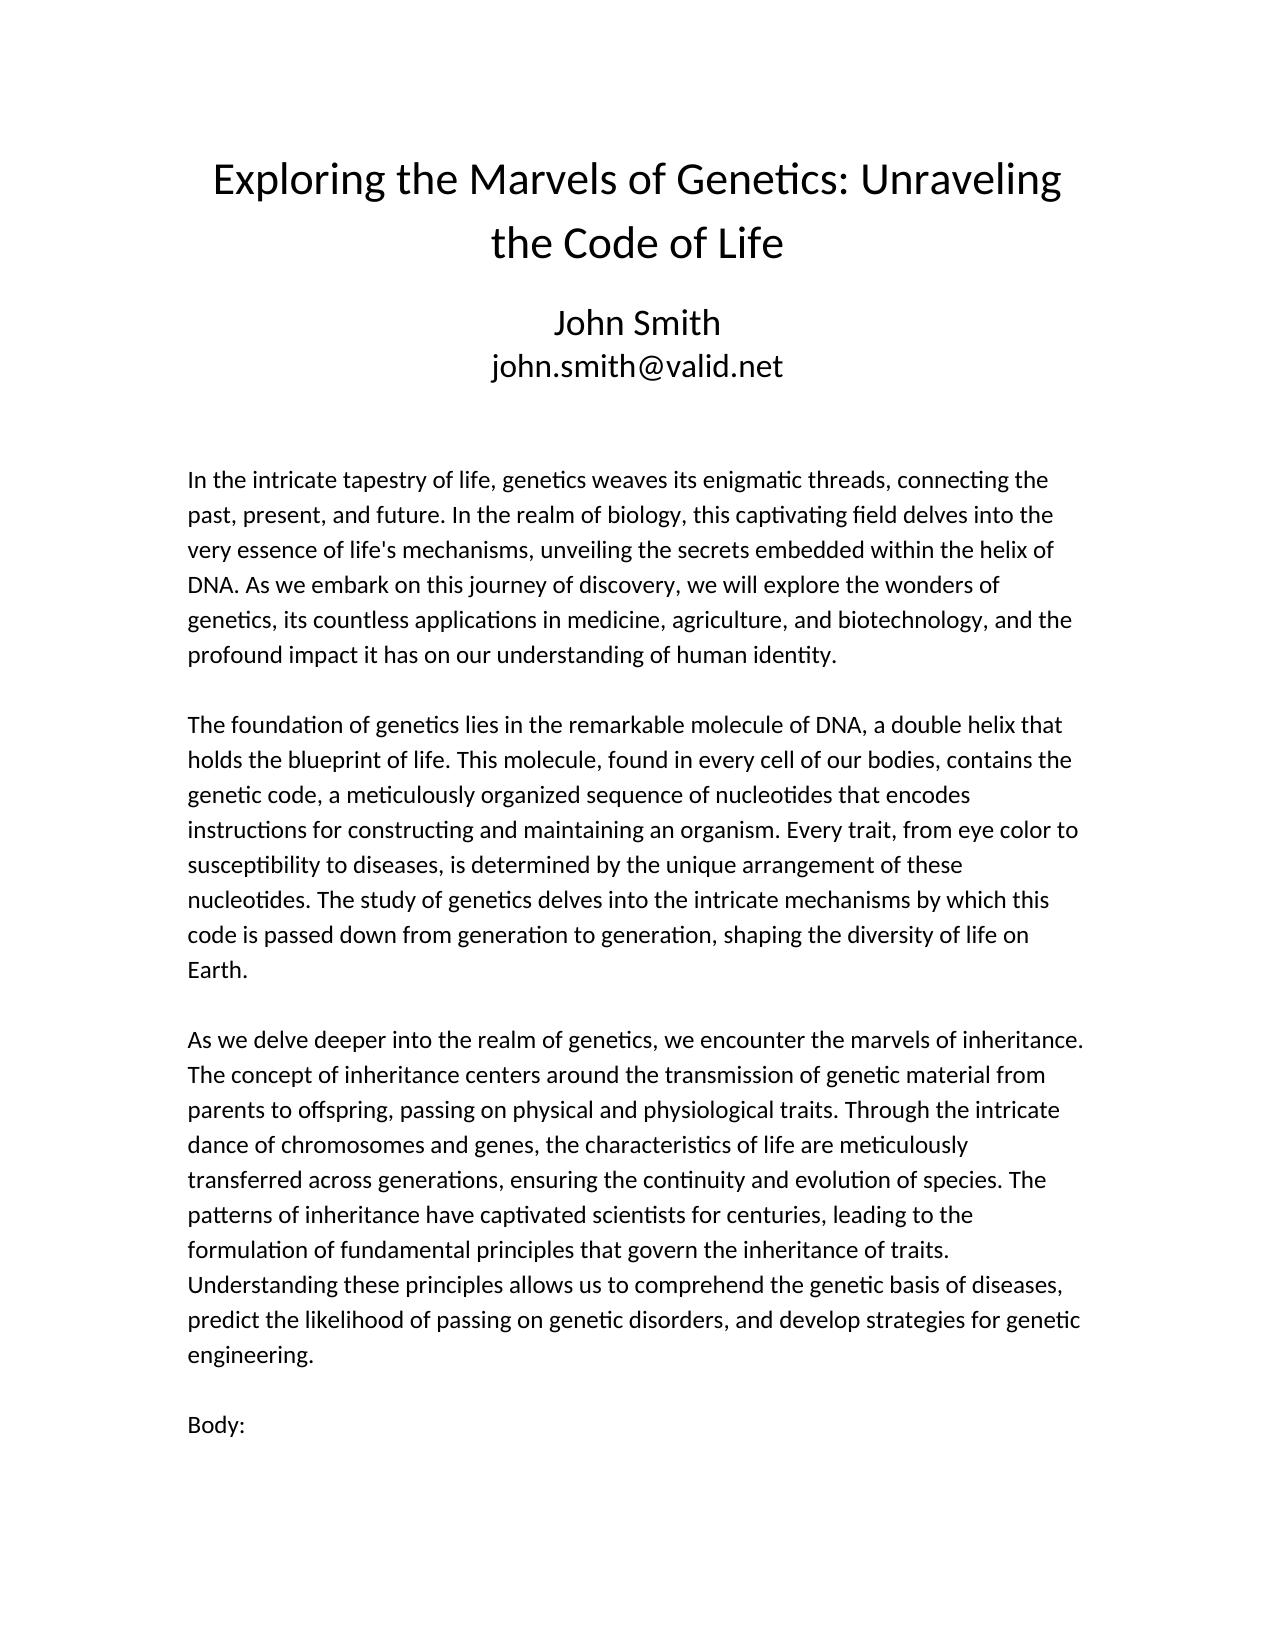 Exploring the Marvels of Genetics: Unraveling
the Code of Life
John Smith
john.smith@valid.net
In the intricate tapestry of life, genetics weaves its enigmatic threads, connecting the
past, present, and future. In the realm of biology, this captivating field delves into the
very essence of life's mechanisms, unveiling the secrets embedded within the helix of
DNA. As we embark on this journey of discovery, we will explore the wonders of
genetics, its countless applications in medicine, agriculture, and biotechnology, and the
profound impact it has on our understanding of human identity.
The foundation of genetics lies in the remarkable molecule of DNA, a double helix that
holds the blueprint of life. This molecule, found in every cell of our bodies, contains the
genetic code, a meticulously organized sequence of nucleotides that encodes
instructions for constructing and maintaining an organism. Every trait, from eye color to
susceptibility to diseases, is determined by the unique arrangement of these
nucleotides. The study of genetics delves into the intricate mechanisms by which this
code is passed down from generation to generation, shaping the diversity of life on
Earth.
As we delve deeper into the realm of genetics, we encounter the marvels of inheritance.
The concept of inheritance centers around the transmission of genetic material from
parents to offspring, passing on physical and physiological traits. Through the intricate
dance of chromosomes and genes, the characteristics of life are meticulously
transferred across generations, ensuring the continuity and evolution of species. The
patterns of inheritance have captivated scientists for centuries, leading to the
formulation of fundamental principles that govern the inheritance of traits.
Understanding these principles allows us to comprehend the genetic basis of diseases,
predict the likelihood of passing on genetic disorders, and develop strategies for genetic
engineering.
Body: